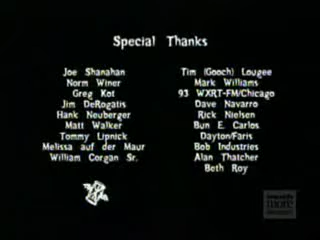 Special Thanks
Joe Shanahan
Norm Winer
Greg Kot
Jim DeRogatis
Hank Neuberger
Matt Walker
Tommy Lipnick
Melissa auf der Maur
William Corgan Sr.
Tim (Gooch) Lougee
Mark Williams
93 WXRT-FM/Chicago
Dave Navarro
Rick Nielsen
Bun E. Carlos
Dayton/Faris
Bob Industries
Alan Thatcher
Beth Roy
more